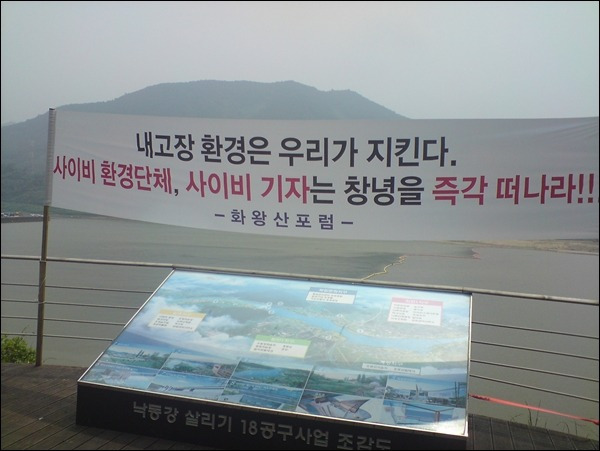 내고장 환경은 우리가 지킨다.
사이비 환경단체, 사이비 기자는 창녕을 즉각 떠나라!!!
- 화왕산포럼 -
낙동강 살리기 18공구사업 조감도